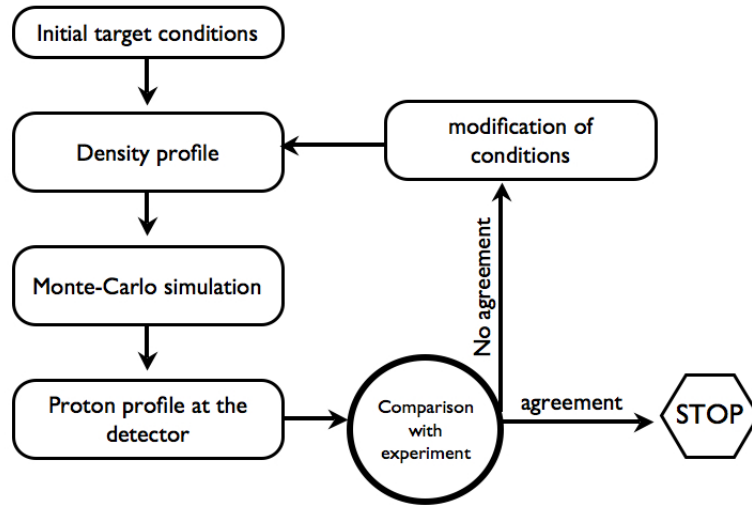 Initial target conditions
Density profile
modification of
conditions
Monte-Carlo simulation
No agreement
Proton profile at the
detector
Comparison
with
experiment
agreement
STOP